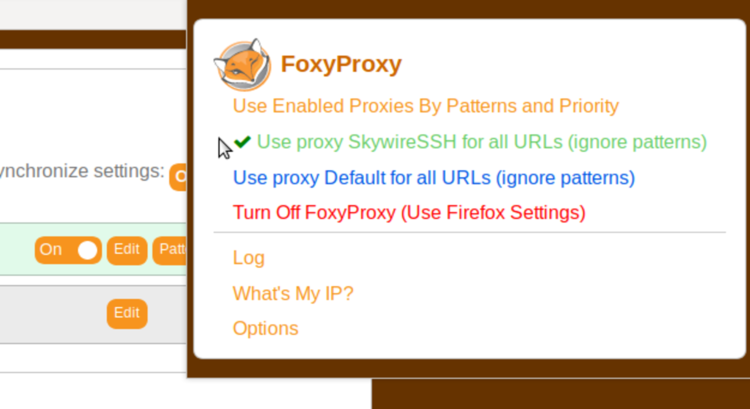 FoxyProxy
Use Enabled Proxies By Patterns and Priority
Use proxy SkywireSSH for all URLs (ignore patterns)
Use proxy Default for all URLs (ignore patterns)
Turn Off FoxyProxy (Use Firefox Settings)
Log
What's My IP?
Options
ynchronize settings: O
On Edit Patt
Edit